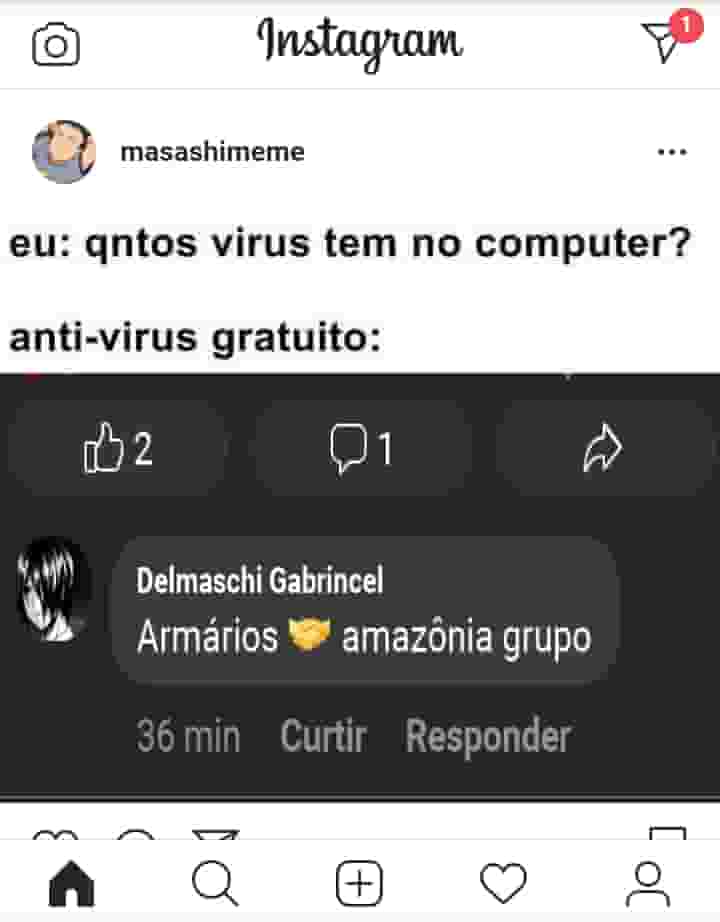 Instagram
1
masashimeme
eu: qntos virus tem no computer?
anti-virus gratuito:
2
1
Delmaschi Gabrincel
Armários 🤝 amazônia grupo
36 min Curtir Responder